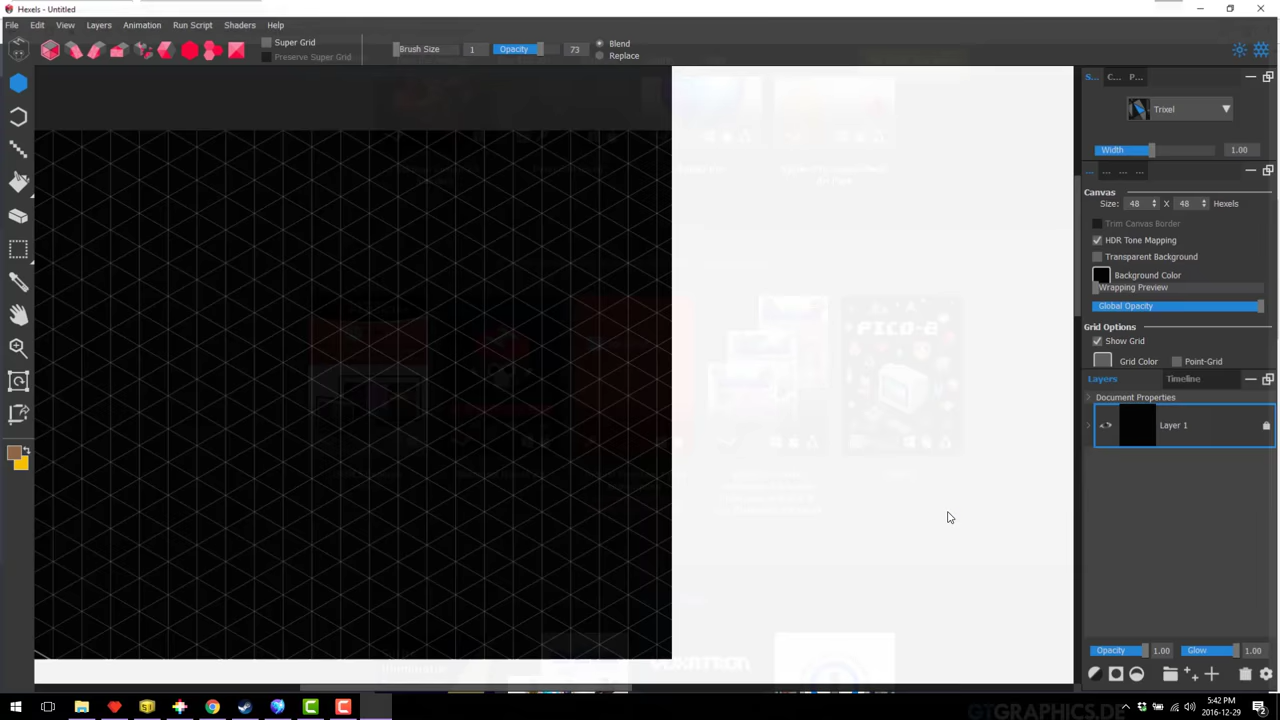 Hexels - Untitled
File Edit View Layers Animation Run Script Shaders Help
Super Grid
Preserve Super Grid
Brush Size 1 Opacity 73
Blend
Replace
S... C... P...
Trixel
Width 1.00
Canvas
Size: 48 X 48 Hexels
Trim Canvas Border
HDR Tone Mapping
Transparent Background
Background Color
Wrapping Preview
Global Opacity
Grid Options
Show Grid
Grid Color Point-Grid
Layers Timeline
Document Properties
Layer 1
PICO-8
Opacity 1.00 Glow 1.00
5:42 PM
2016-12-29
GTGRAPHICS.DE